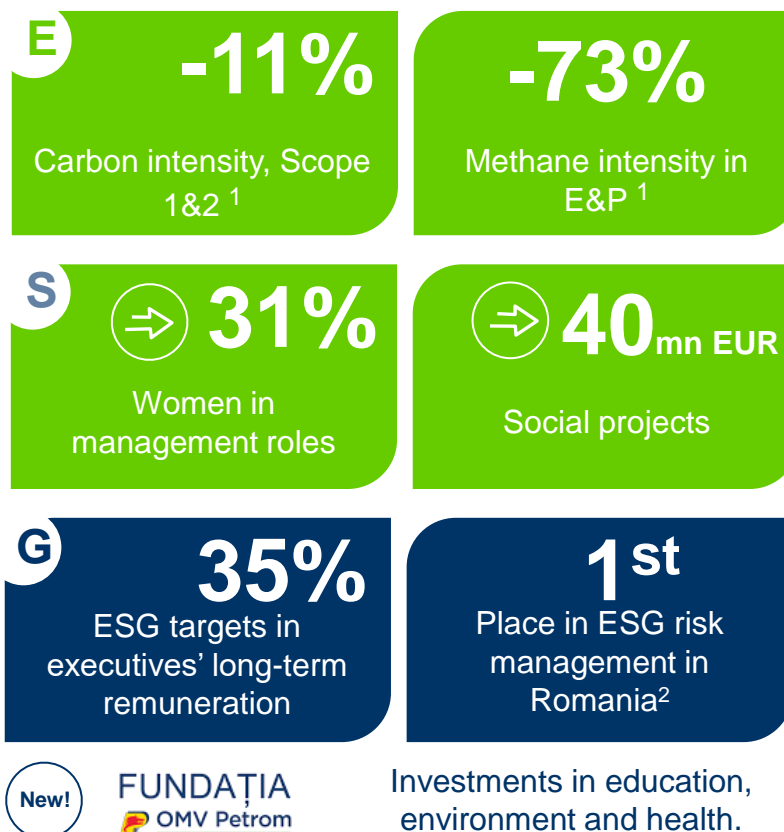 E
-11%
Carbon intensity, Scope
1&2 1
-73%
Methane intensity in
E&P 1
S
31%
Women in
management roles
40mn EUR
Social projects
G
35%
ESG targets in
executives’ long-term
remuneration
1st
Place in ESG risk
management in
Romania2
New!
FUNDAȚIA
OMV Petrom
Investments in education,
environment and health.